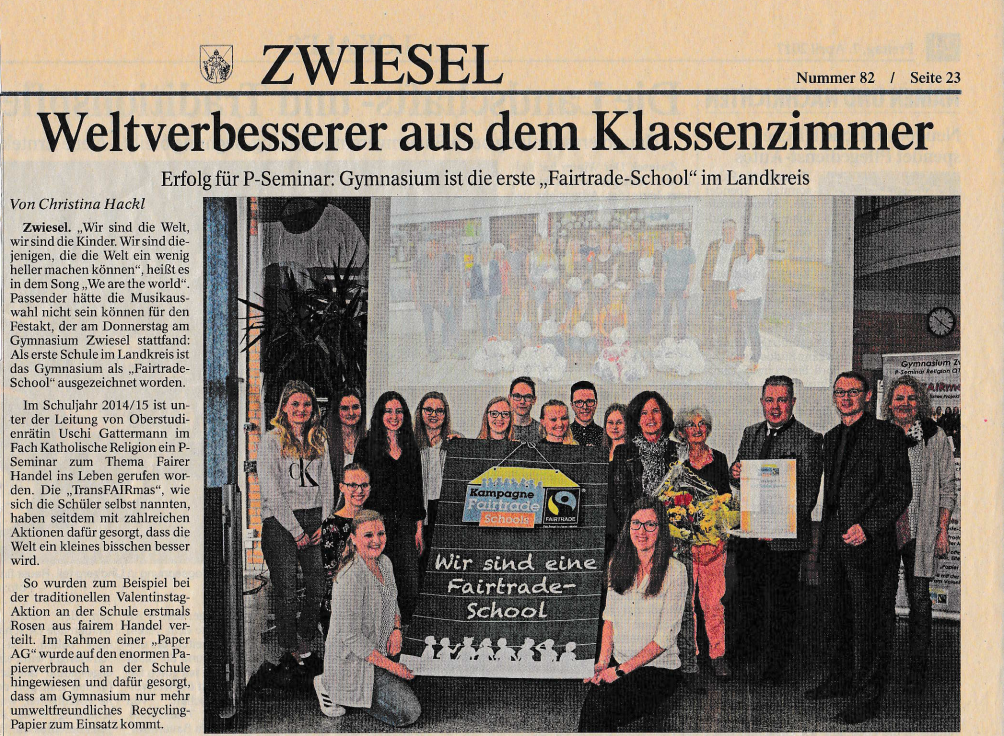 ZWIESEL
Nummer 82 / Seite 23
Weltverbesserer aus dem Klassenzimmer
Erfolg für P-Seminar: Gymnasium ist die erste „Fairtrade-School“ im Landkreis
Von Christina Hackl
Zwiesel. „Wir sind die Welt,
wir sind die Kinder. Wir sind die-
jenigen, die die Welt ein wenig
heller machen können“, heißt es
in dem Song „We are the world“.
Passender hätte die Musikaus-
wahl nicht sein können für den
Festakt, der am Donnerstag am
Gymnasium Zwiesel stattfand:
Als erste Schule im Landkreis ist
das Gymnasium als „Fairtrade-
School“ ausgezeichnet worden.
Im Schuljahr 2014/15 ist un-
ter der Leitung von Oberstudien-
rätin Uschi Gattermann im
Fach Katholische Religion ein P-
Seminar zum Thema Fairer
Handel ins Leben gerufen wor-
den. Die „TransFAIRmas“, wie
sich die Schüler selbst nannten,
haben seitdem mit zahlreichen
Aktionen dafür gesorgt, dass die
Welt ein kleines bisschen besser
wird.
So wurden zum Beispiel bei
der traditionellen Valentinstag-
Aktion an der Schule erstmals
Rosen aus fairem Handel ver-
teilt. Im Rahmen einer „Paper
AG“ wurde auf den enormen Pa-
pierverbrauch an der Schule
hingewiesen und dafür gesorgt,
dass am Gymnasium nur mehr
umweltfreundliches Recycling-
Papier zum Einsatz kommt.
CK
Kampagne
Fairtrade
Schools
FAIRTRADE
Wir sind eine
Fairtrade-
School
Gymnasium Zw
P-Seminar Religion
FAIRmas